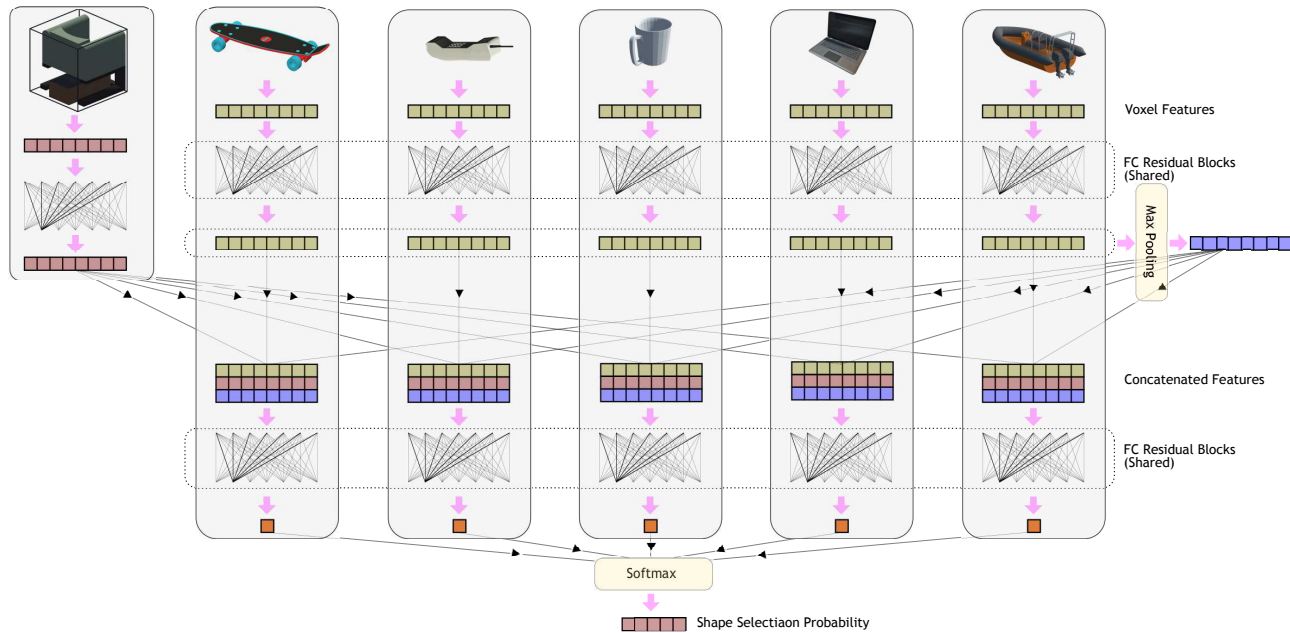 Voxel Features
FC Residual Blocks
(Shared)
Max Pooling
Concatenated Features
FC Residual Blocks
(Shared)
Softmax
Shape Selectiaon Probability